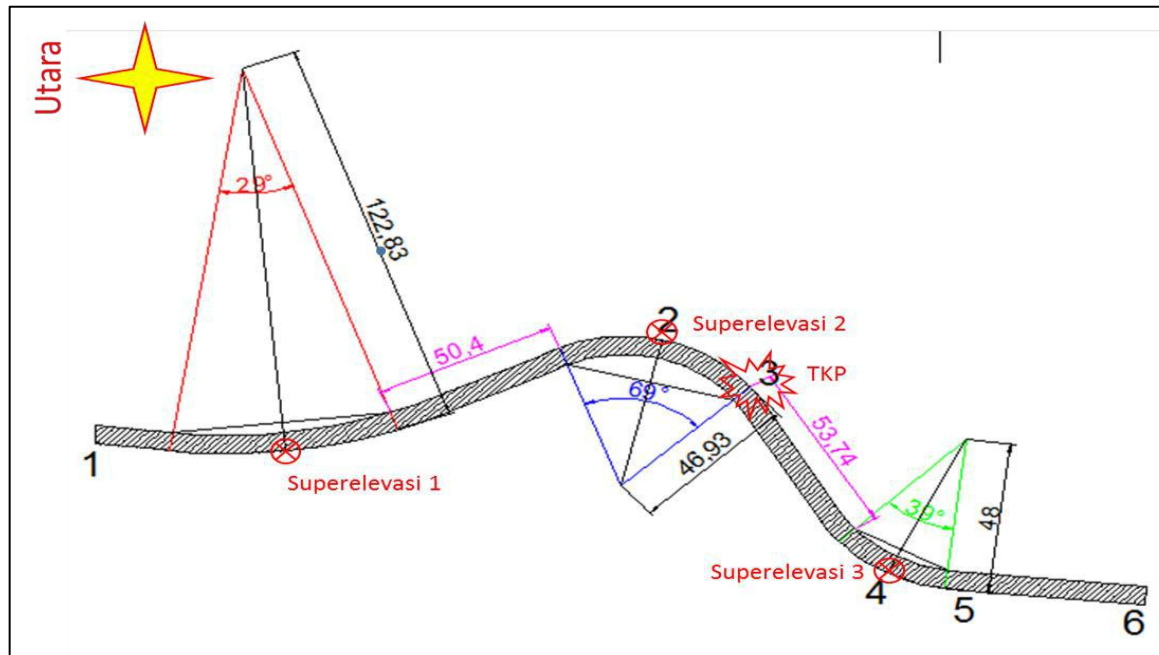 Utara
29°
122,83
50,4
2
Superelevasi 2
3
TKP
69°
46,93
53,74
1
Superelevasi 1
39°
48
Superelevasi 3
4
5
6